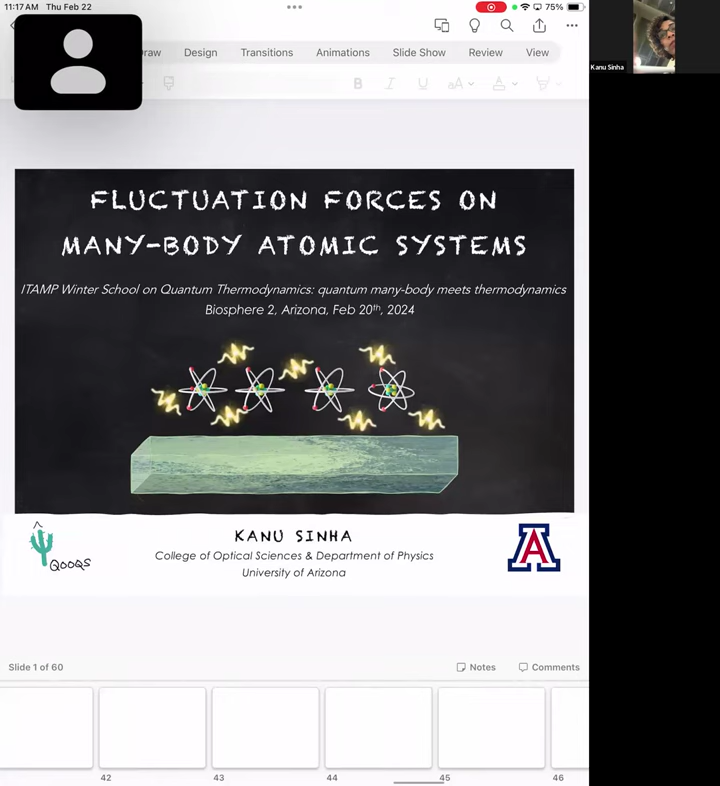 11:17AM Thu Feb 22
75%
Draw Design Transitions Animations Slide Show Review View
B I U aA A
Kanu Sinha
FLUCTUATION FORCES ON
MANY-BODY ATOMIC SYSTEMS
ITAMP Winter School on Quantum Thermodynamics: quantum many-body meets thermodynamics
Biosphere 2, Arizona, Feb 20th, 2024
QOOQS
KANU SINHA
College of Optical Sciences & Department of Physics
University of Arizona
A
Slide 1 of 60
Notes Comments
42 43 44 45 46